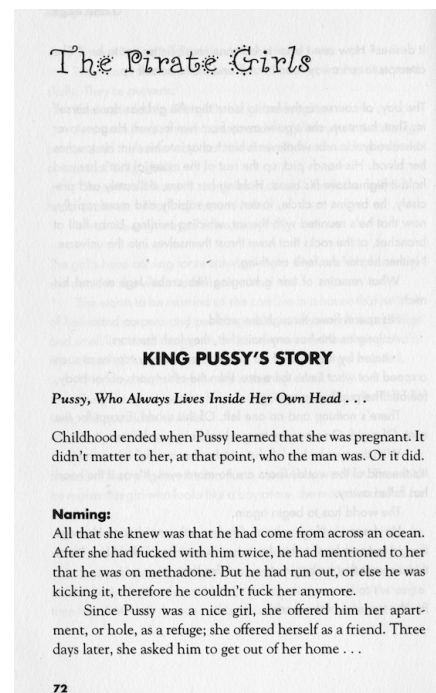 The Pirate Girls
KING PUSSY'S STORY
Pussy, Who Always Lives Inside Her Own Head . . .
Childhood ended when Pussy learned that she was pregnant. It
didn't matter to her, at that point, who the man was. Or it did.
Naming:
All that she knew was that he had come from across an ocean.
After she had fucked with him twice, he had mentioned to her
that he was on methadone. But he had run out, or else he was
kicking it, therefore he couldn't fuck her anymore.
Since Pussy was a nice girl, she offered him her apart-
ment, or hole, as a refuge; she offered herself as a friend. Three
days later, she asked him to get out of her home . . .
72